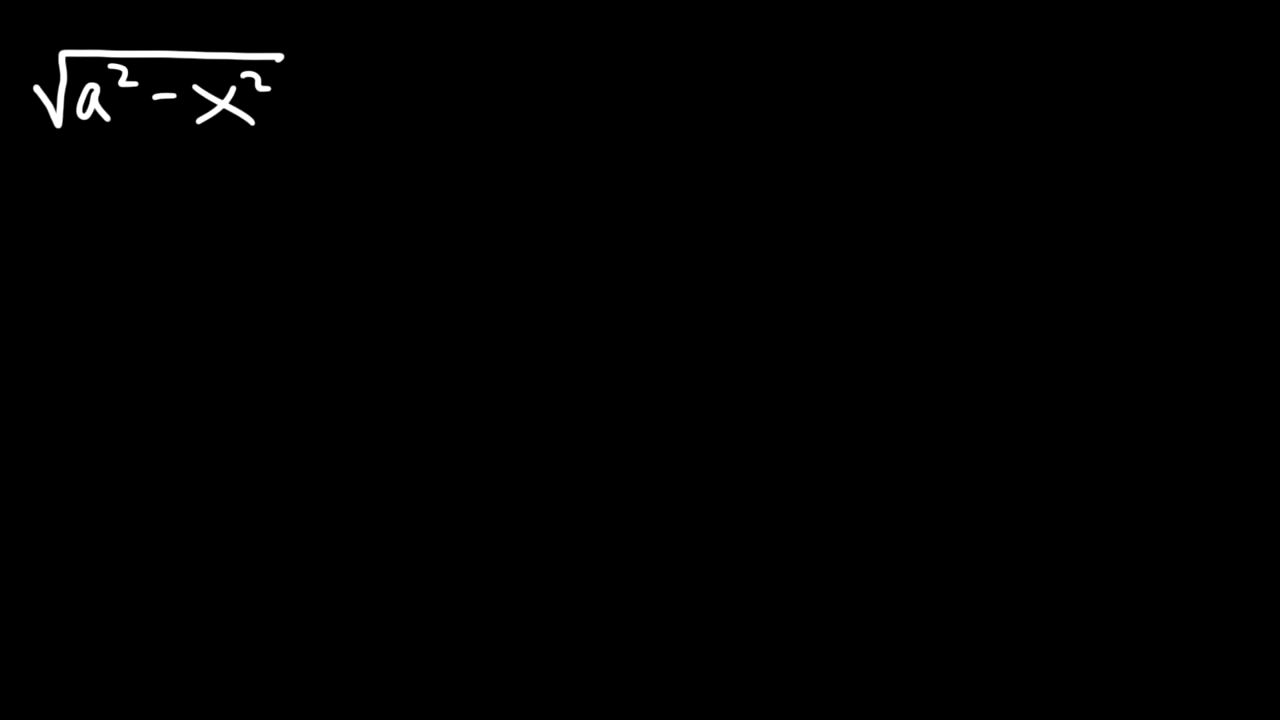 √(a² - x²)